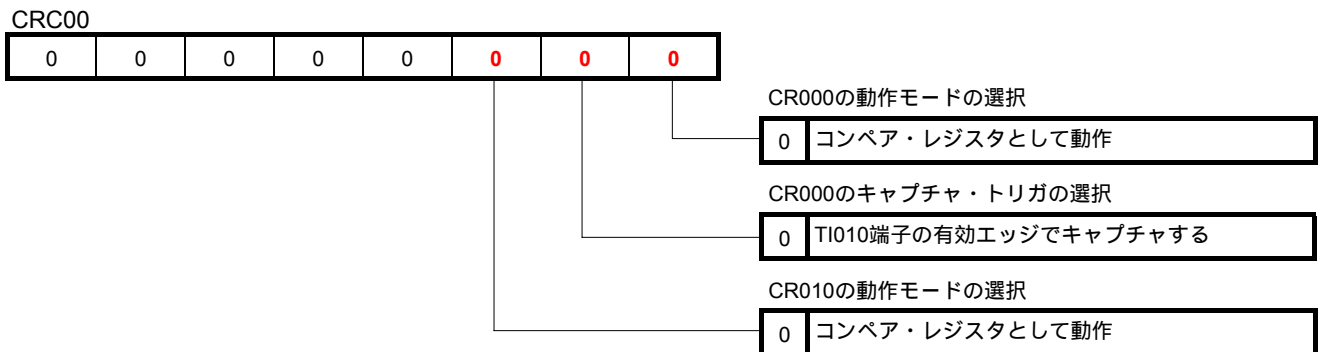 CRC00
0 0 0 0 0 0 0 0
CR000の動作モードの選択
0 コンペア・レジスタとして動作
CR000のキャプチャ・トリガの選択
0 TI010端子の有効エッジでキャプチャする
CR010の動作モードの選択
0 コンペア・レジスタとして動作